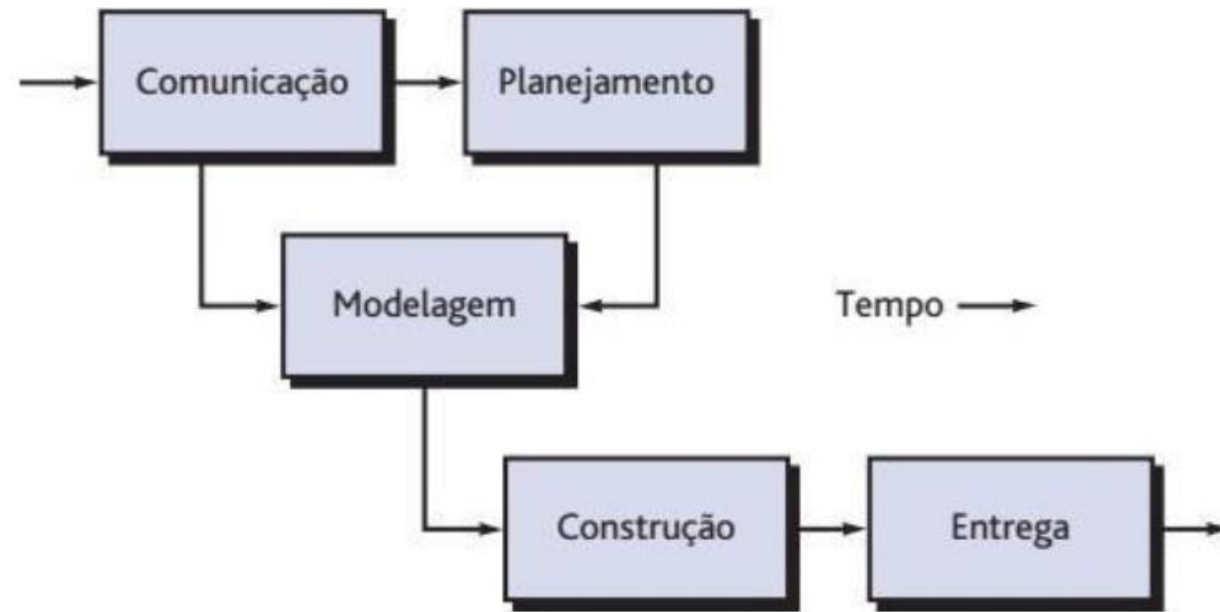 Comunicação
Planejamento
Modelagem
Tempo
Construção
Entrega